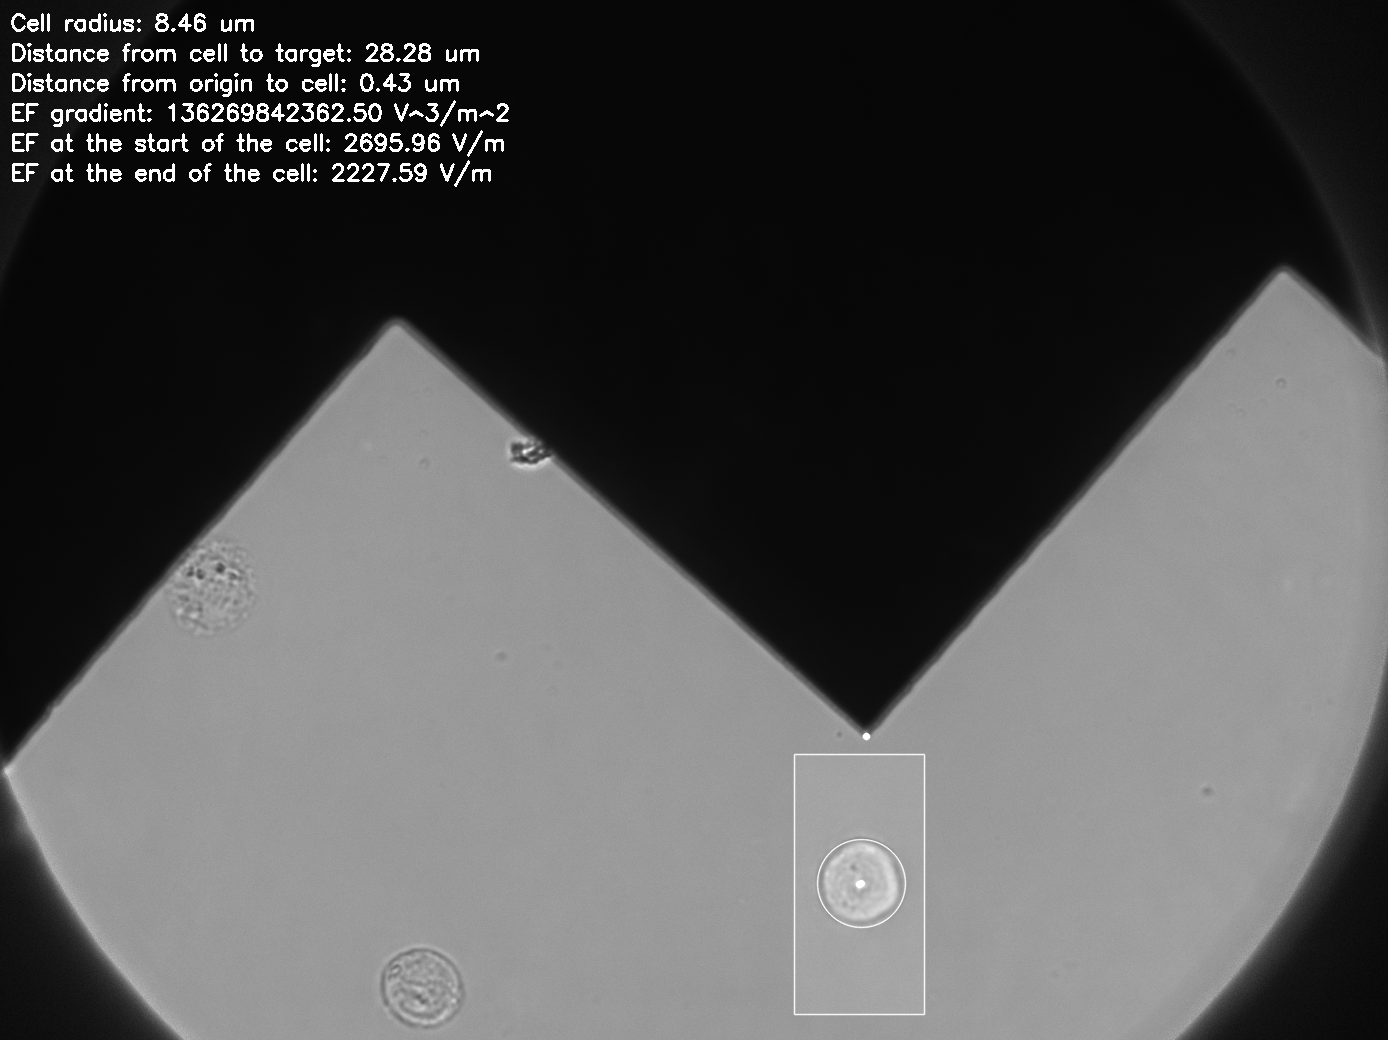 Cell radius: 8.46 um
Distance from cell to target: 28.28 um
Distance from origin to cell: 0.43 um
EF gradient: 136269842362.50 V^3/m^2
EF at the start of the cell: 2695.96 V/m
EF at the end of the cell: 2227.59 V/m